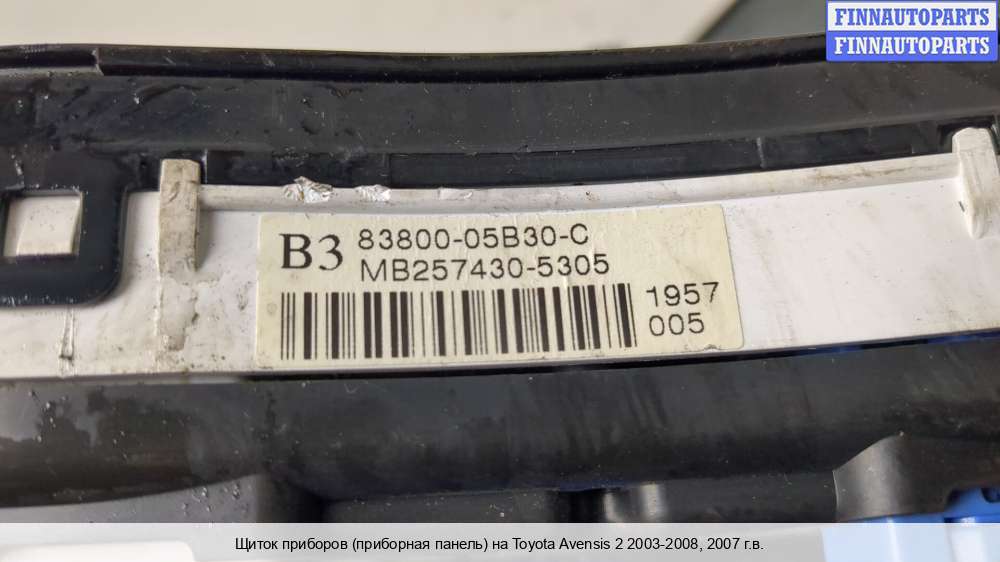 FINNAUTOPARTS
FINNAUTOPARTS
B3 83800-05B30-C
MB257430-5305
1957
005
Щиток приборов (приборная панель) на Toyota Avensis 2 2003-2008, 2007 г.в.